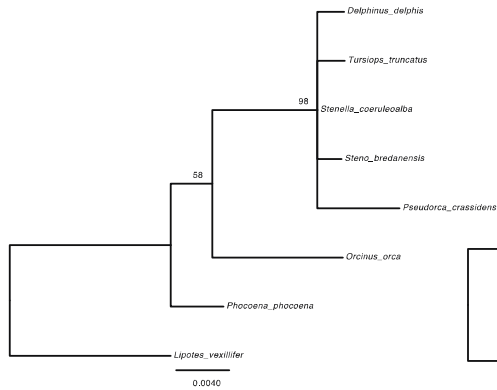 Delphinus_delphis
Tursiops_truncatus
98
Stenella_coeruleoalba
Steno_bredanensis
58
Pseudorca_crassidens
Orcinus_orca
Phocoena_phocoena
Lipotes_vexillifer
0.0040